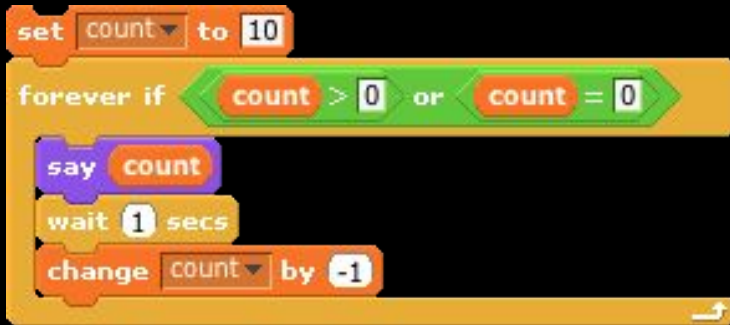 set count to 10
forever if count > 0 or count = 0
say count
wait 1 secs
change count by -1